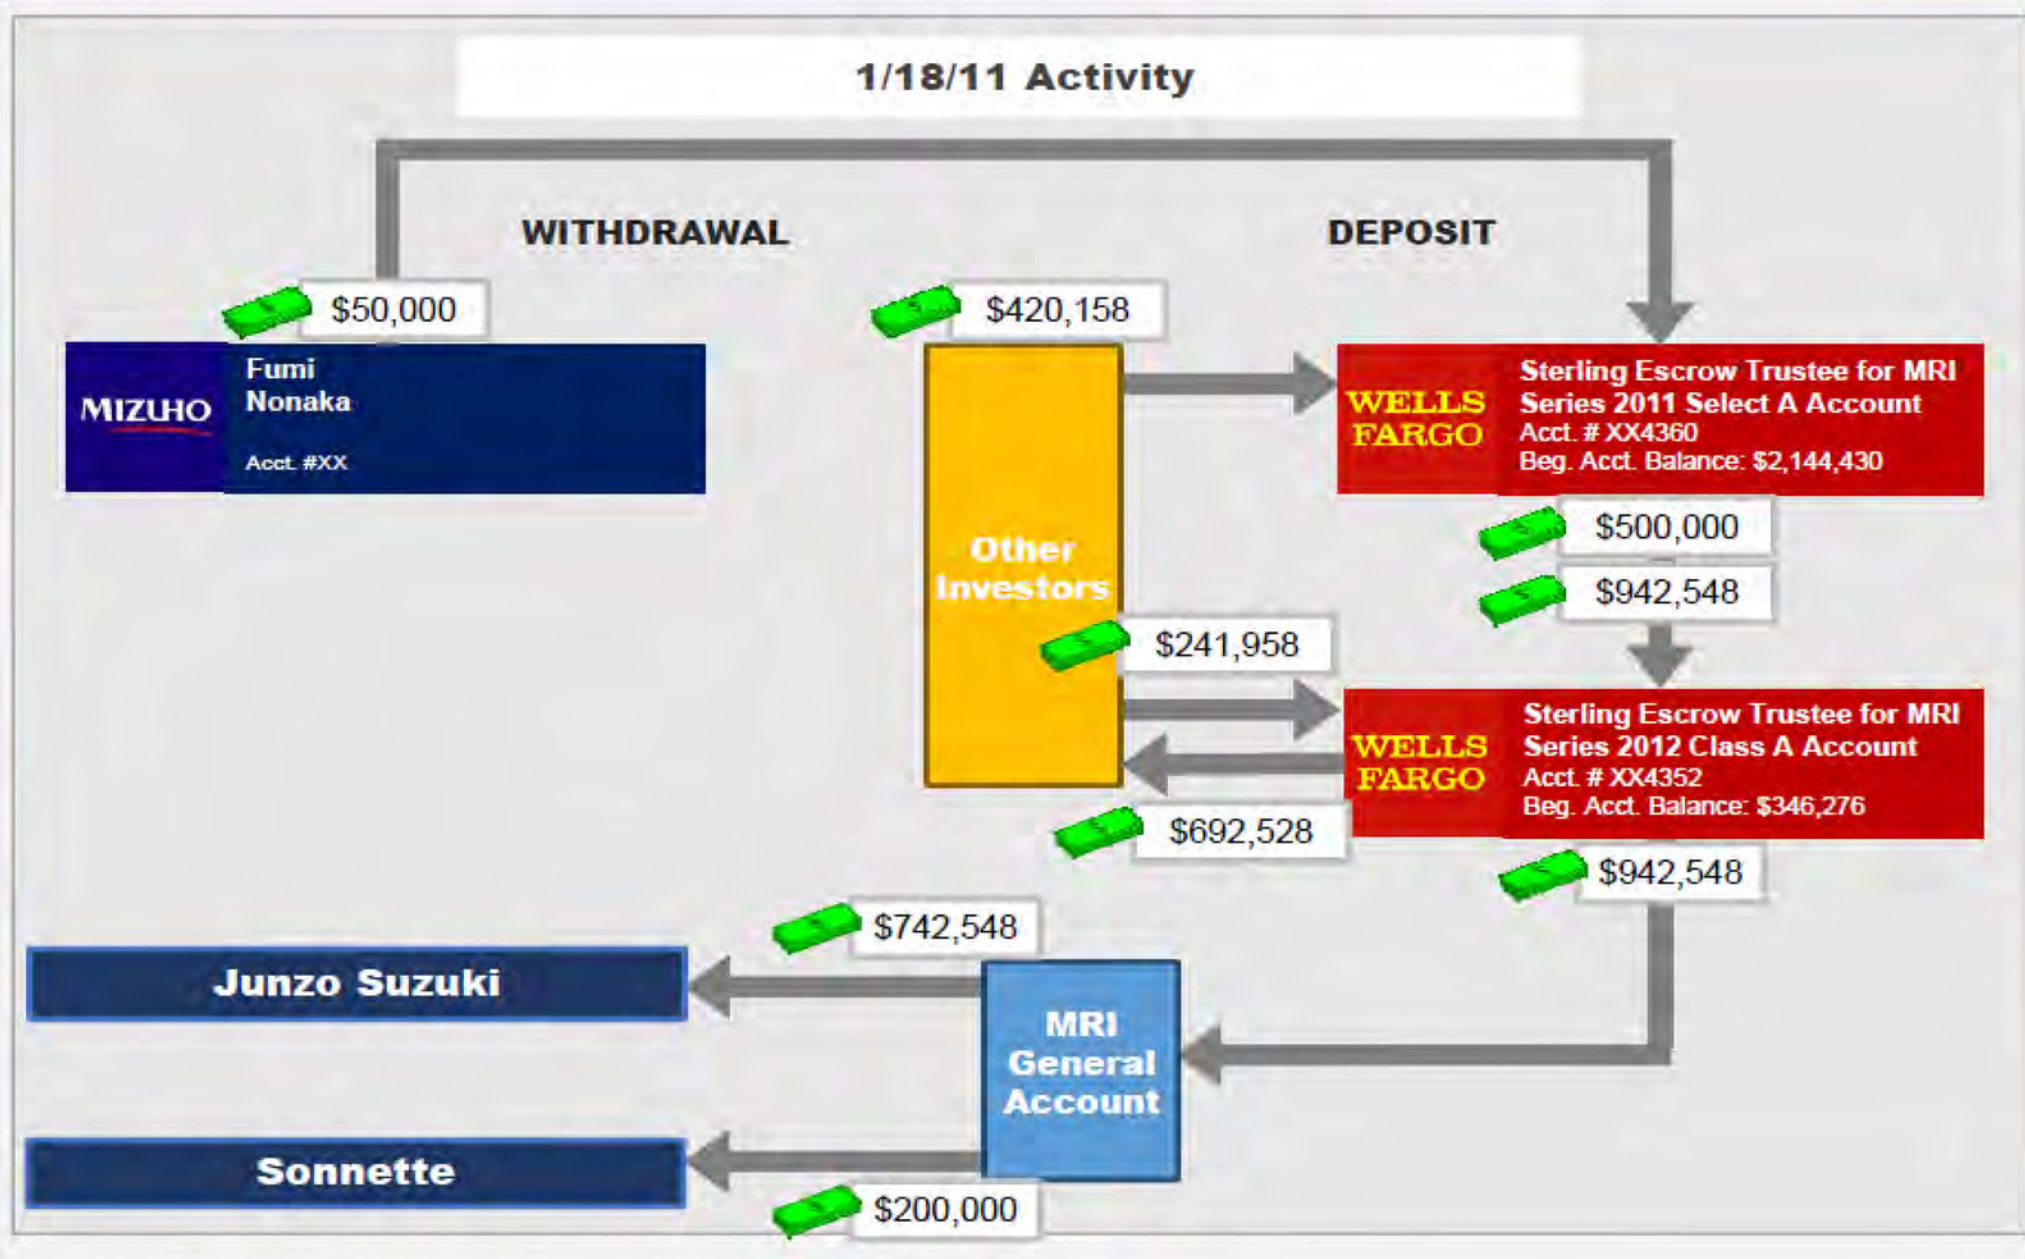 1/18/11 Activity
WITHDRAWAL
DEPOSIT
$50,000
$420,158
MIZUHO
Fumi
Nonaka
Acct. #XX
Other
Investors
WELLS
FARGO
Sterling Escrow Trustee for MRI
Series 2011 Select A Account
Acct. # XX4360
Beg. Acct. Balance: $2,144,430
$500,000
$942,548
$241,958
WELLS
FARGO
Sterling Escrow Trustee for MRI
Series 2012 Class A Account
Acct. # XX4352
Beg. Acct. Balance: $346,276
$692,528
$942,548
$742,548
Junzo Suzuki
MRI
General
Account
Sonnette
$200,000